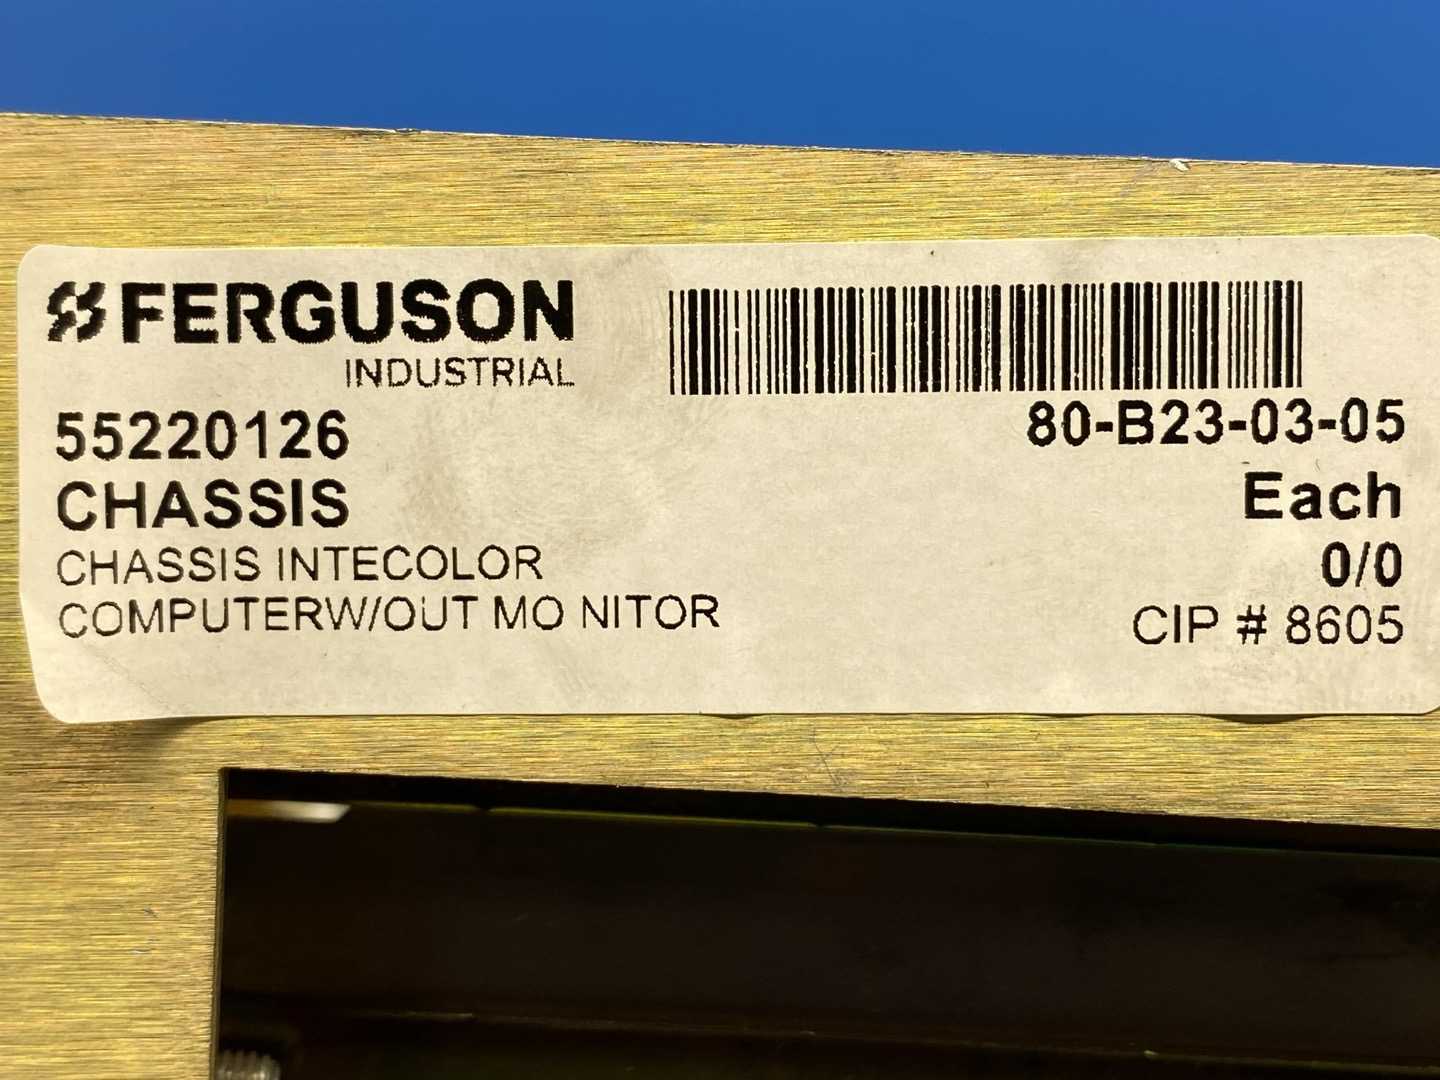 FERGUSON
INDUSTRIAL
55220126
80-B23-03-05
CHASSIS
Each
CHASSIS INTECOLOR
0/0
COMPUTERW/OUT MO NITOR
CIP # 8605